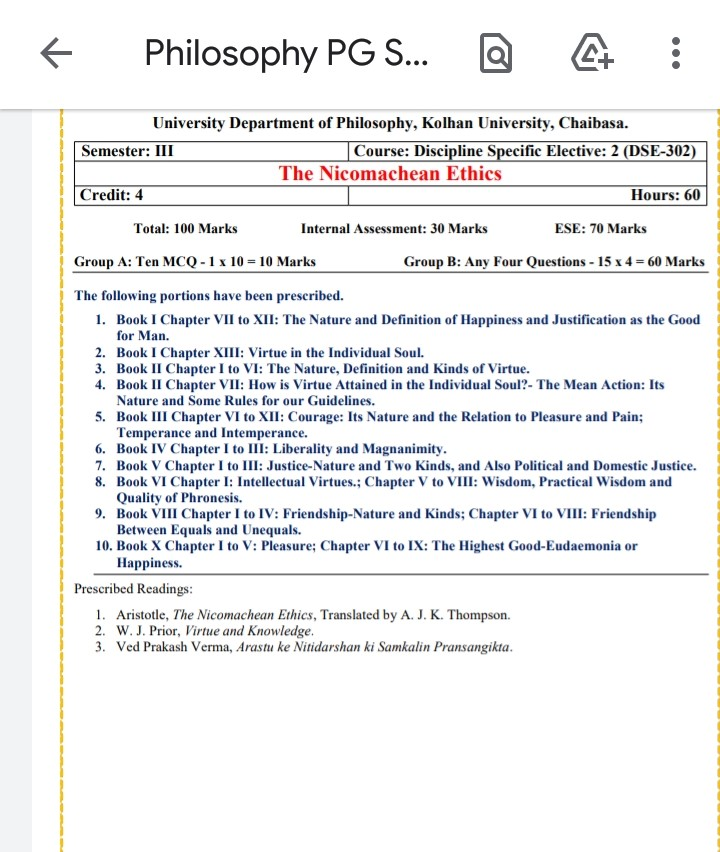 Philosophy PG S...
University Department of Philosophy, Kolhan University, Chaibasa.
Semester: III Course: Discipline Specific Elective: 2 (DSE-302)
The Nicomachean Ethics
Credit: 4 Hours: 60
Total: 100 Marks Internal Assessment: 30 Marks ESE: 70 Marks
Group A: Ten MCQ - 1 x 10 = 10 Marks Group B: Any Four Questions - 15 x 4 = 60 Marks
The following portions have been prescribed.
1. Book I Chapter VII to XII: The Nature and Definition of Happiness and Justification as the Good
for Man.
2. Book I Chapter XIII: Virtue in the Individual Soul.
3. Book II Chapter I to VI: The Nature, Definition and Kinds of Virtue.
4. Book II Chapter VII: How is Virtue Attained in the Individual Soul?- The Mean Action: Its
Nature and Some Rules for our Guidelines.
5. Book III Chapter VI to XII: Courage: Its Nature and the Relation to Pleasure and Pain;
Temperance and Intemperance.
6. Book IV Chapter I to III: Liberality and Magnanimity.
7. Book V Chapter I to III: Justice-Nature and Two Kinds, and Also Political and Domestic Justice.
8. Book VI Chapter I: Intellectual Virtues.; Chapter V to VIII: Wisdom, Practical Wisdom and
Quality of Phronesis.
9. Book VIII Chapter I to IV: Friendship-Nature and Kinds; Chapter VI to VIII: Friendship
Between Equals and Unequals.
10. Book X Chapter I to V: Pleasure; Chapter VI to IX: The Highest Good-Eudaemonia or
Happiness.
Prescribed Readings:
1. Aristotle, The Nicomachean Ethics, Translated by A. J. K. Thompson.
2. W. J. Prior, Virtue and Knowledge.
3. Ved Prakash Verma, Arastu ke Nitidarshan ki Samkalin Pransangikta.